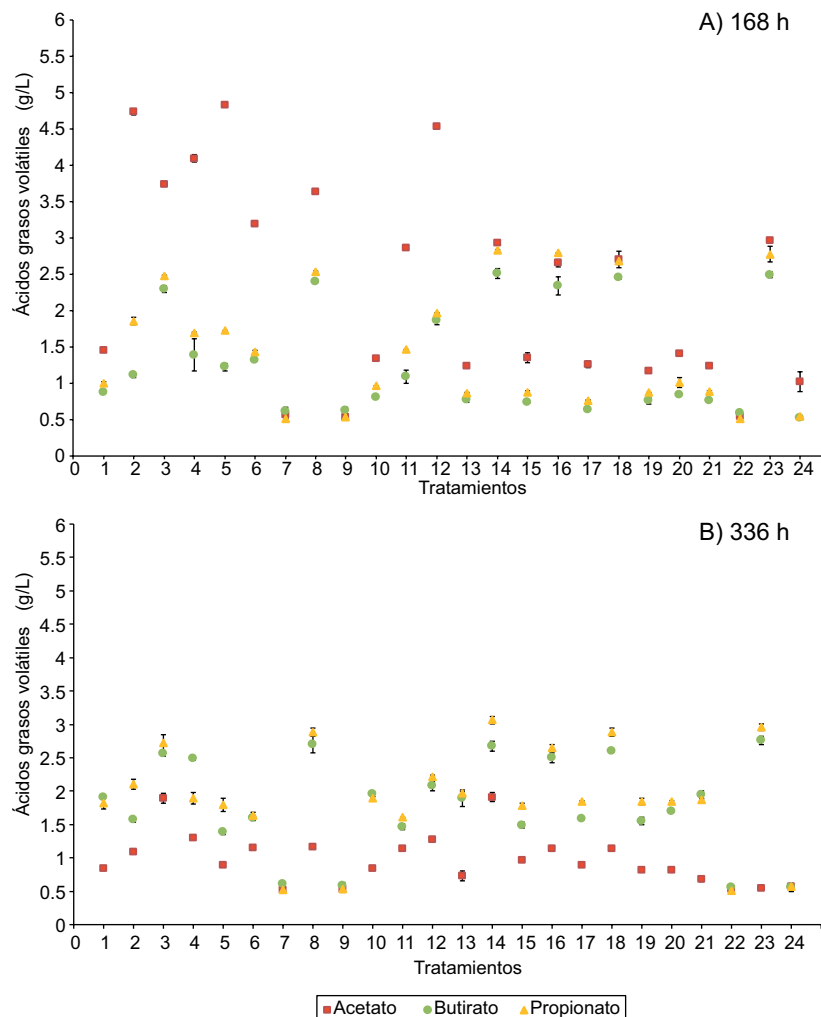 A) 168 h
Ácidos grasos volátiles (g/L)
6
5.5
5
4.5
4
3.5
3
2.5
2
1.5
1
0.5
0
0 1 2 3 4 5 6 7 8 9 10 11 12 13 14 15 16 17 18 19 20 21 22 23 24
Tratamientos
B) 336 h
Ácidos grasos volátiles (g/L)
6
5.5
5
4.5
4
3.5
3
2.5
2
1.5
1
0.5
0
0 1 2 3 4 5 6 7 8 9 10 11 12 13 14 15 16 17 18 19 20 21 22 23 24
Tratamientos
Acetato Butirato Propionato